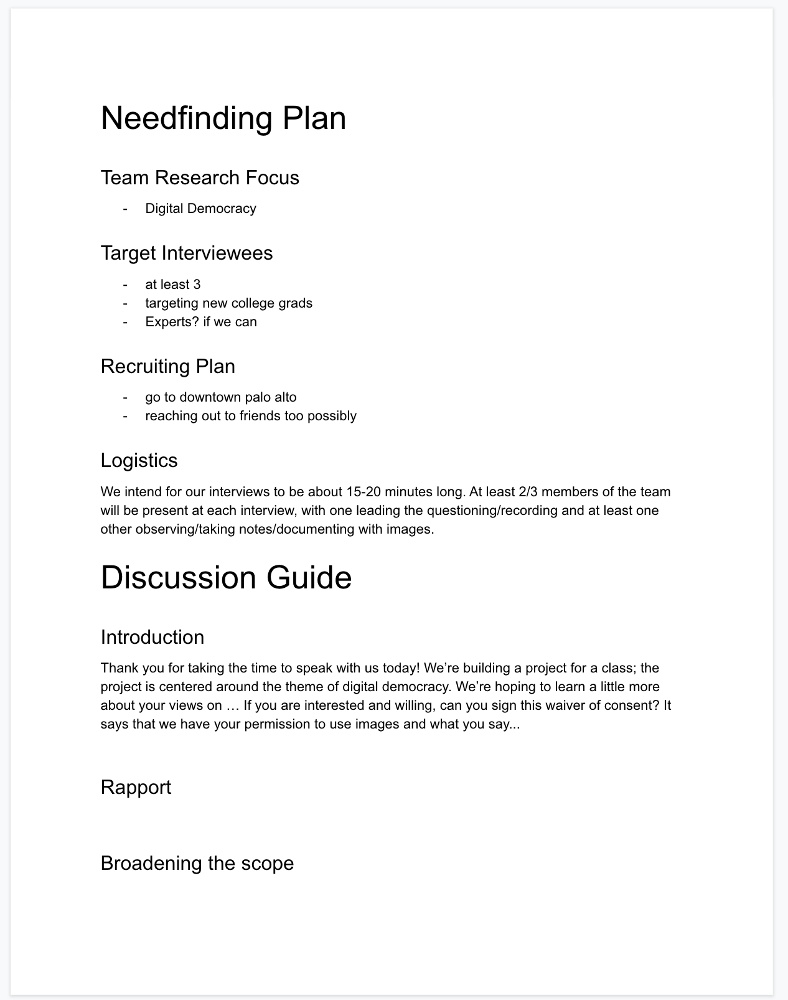 Needfinding Plan
Team Research Focus
- Digital Democracy
Target Interviewees
- at least 3
- targeting new college grads
- Experts? if we can
Recruiting Plan
- go to downtown palo alto
- reaching out to friends too possibly
Logistics
We intend for our interviews to be about 15-20 minutes long. At least 2/3 members of the team
will be present at each interview, with one leading the questioning/recording and at least one
other observing/taking notes/documenting with images.
Discussion Guide
Introduction
Thank you for taking the time to speak with us today! We’re building a project for a class; the
project is centered around the theme of digital democracy. We’re hoping to learn a little more
about your views on … If you are interested and willing, can you sign this waiver of consent? It
says that we have your permission to use images and what you say...
Rapport
Broadening the scope